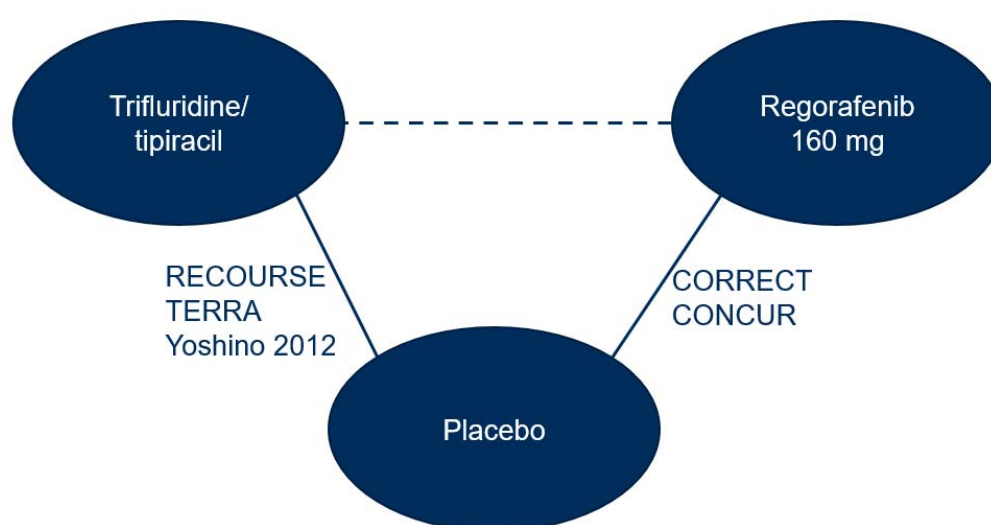 Trifluridine/
tipiracil
Regorafenib
160 mg
RECOURSE
TERRA
Yoshino 2012
CORRECT
CONCUR
Placebo